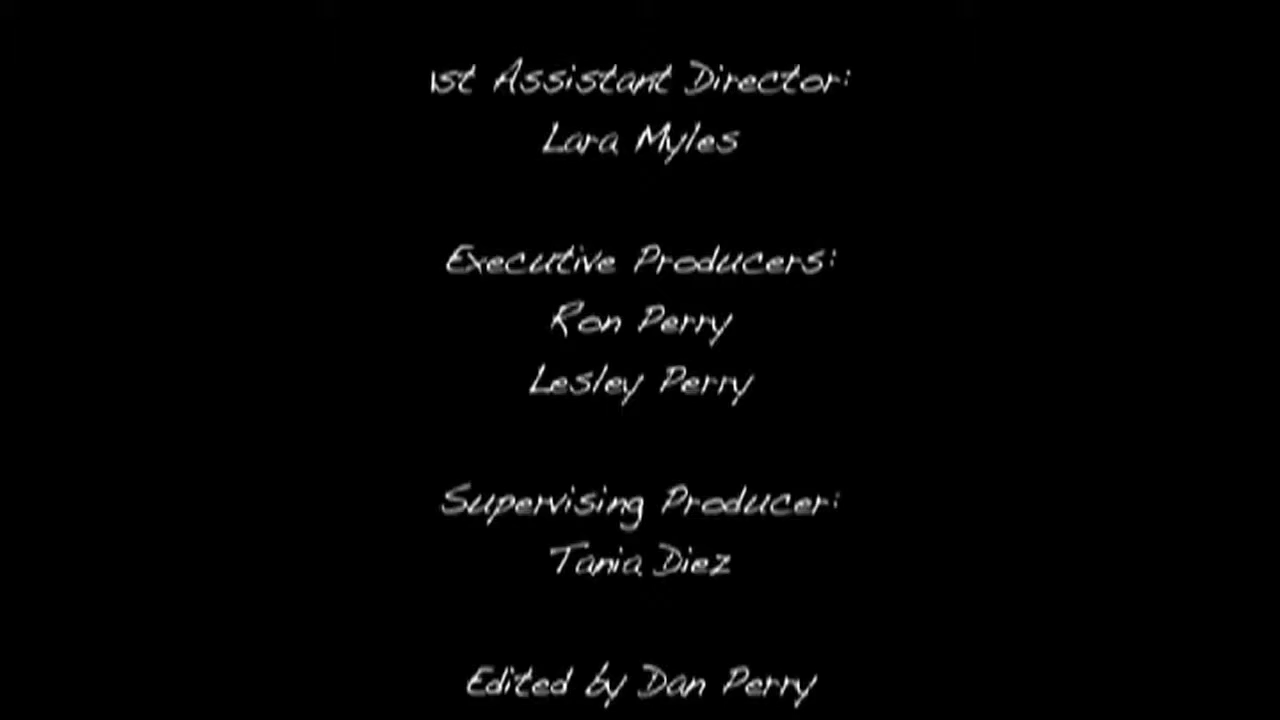 1st Assistant Director:
Lara Myles
Executive Producers:
Ron Perry
Lesley Perry
Supervising Producer:
Tania Diez
Edited by Dan Perry